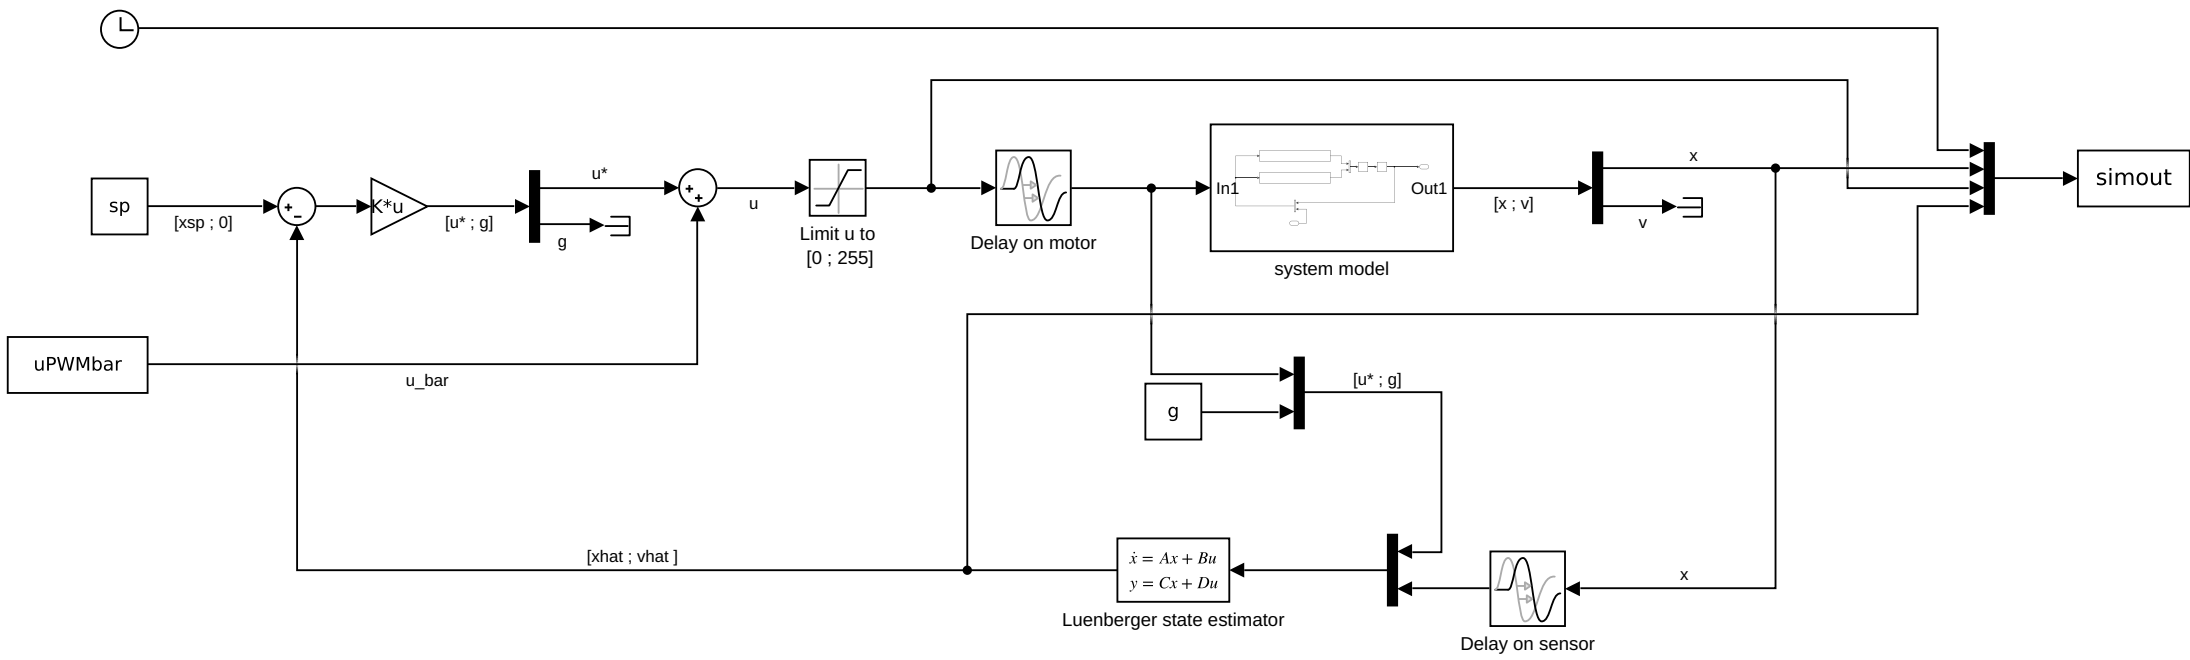 x
u*
sp
K*u
In1
Out1
simout
[xsp ; 0]
[u* ; g]
u
[x ; v]
g
v
Limit u to
[0 ; 255]
Delay on motor
system model
uPWMbar
u_bar
[u* ; g]
g
[xhat ; vhat ]
ẋ = Ax + Bu
y = Cx + Du
x
Luenberger state estimator
Delay on sensor